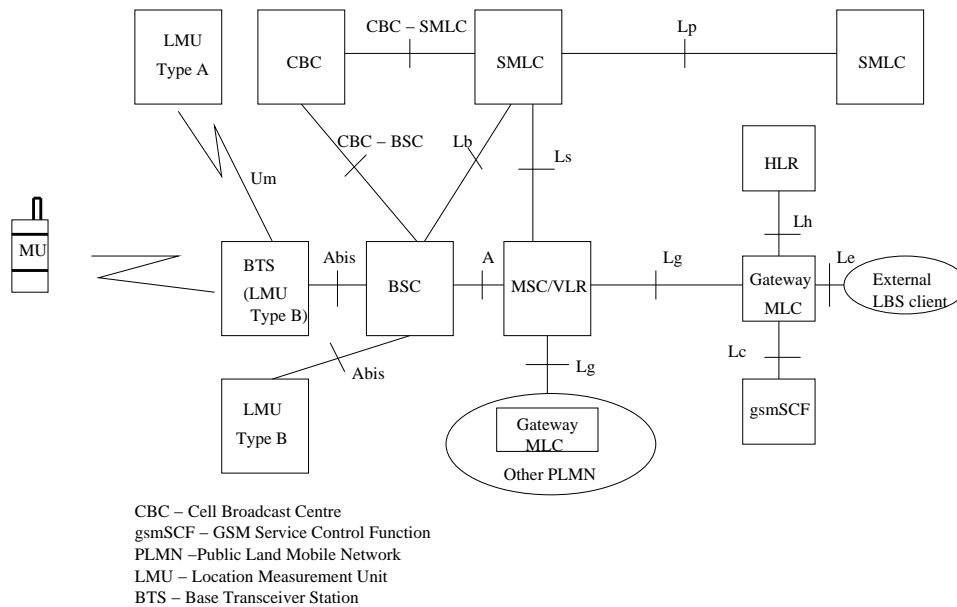 LMU
Type A
CBC
CBC – SMLC
SMLC
Lp
SMLC
CBC – BSC
Lb
Ls
Um
HLR
Lh
MU
BTS
(LMU
Type B)
Abis
BSC
A
MSC/VLR
Lg
Gateway
MLC
Le
External
LBS client
Abis
Lg
Lc
LMU
Type B
Gateway
MLC
Other PLMN
gsmSCF
CBC – Cell Broadcast Centre
gsmSCF – GSM Service Control Function
PLMN –Public Land Mobile Network
LMU – Location Measurement Unit
BTS – Base Transceiver Station